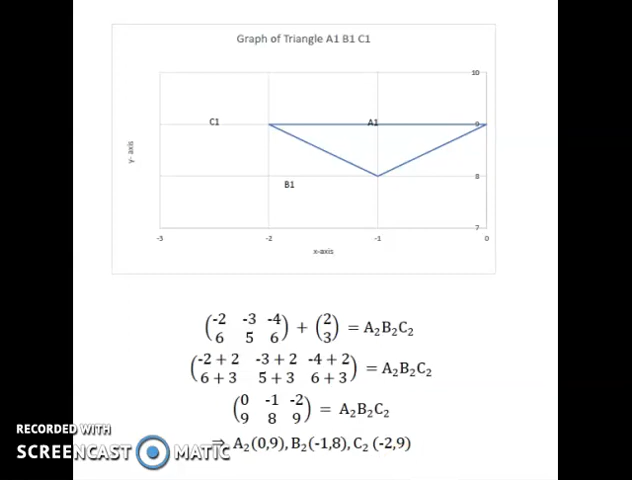 Graph of Triangle A1 B1 C1
10
C1 A1 9
y- axis
B1 8
7
-3 -2 -1 0
x-axis
(-2 -3 -4
6 5 6) + (2
3) = A₂B₂C₂
(-2 + 2 -3 + 2 -4 + 2
6 + 3 5 + 3 6 + 3) = A₂B₂C₂
(0 -1 -2
9 8 9) = A₂B₂C₂
⇒ A₂(0,9), B₂(-1,8), C₂ (-2,9)
RECORDED WITH
SCREENCAST MATIC